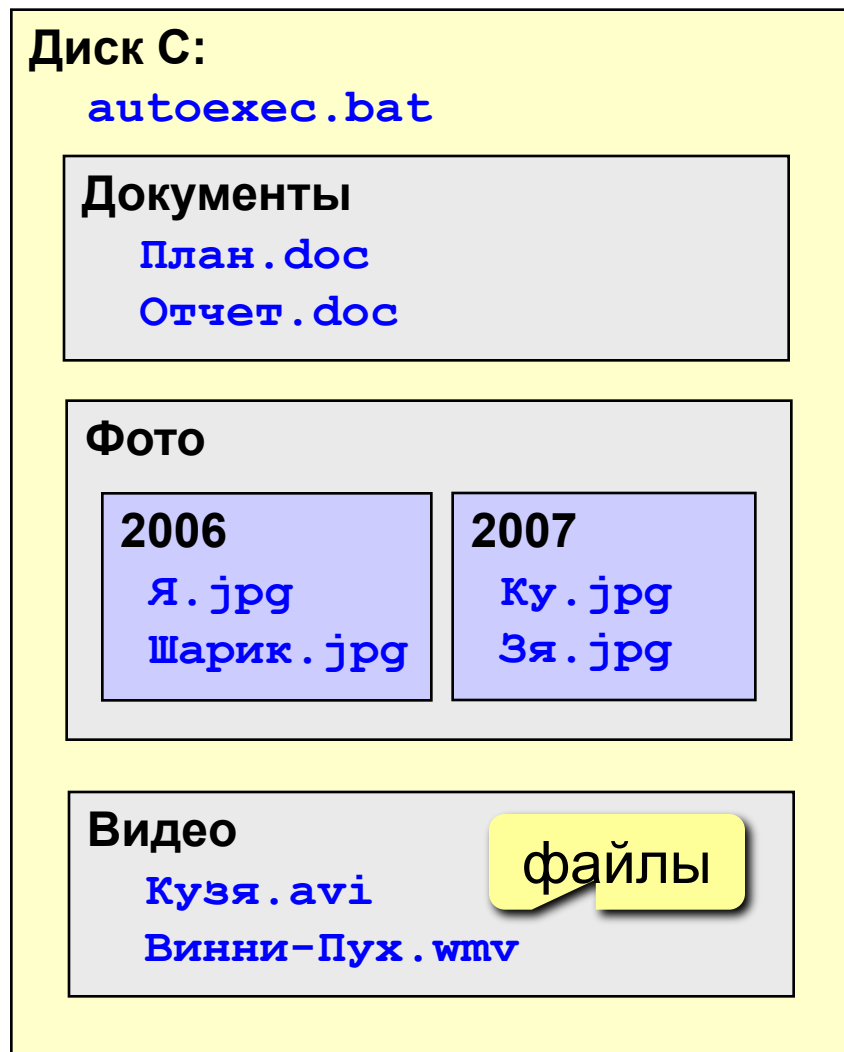 Диск C:
autoexec.bat
Документы
План.doc
Отчет.doc
Фото
2006
Я.jpg
Шарик.jpg
2007
Ку.jpg
Зя.jpg
Видео
файлы
Кузя.avi
Винни-Пух.wmv